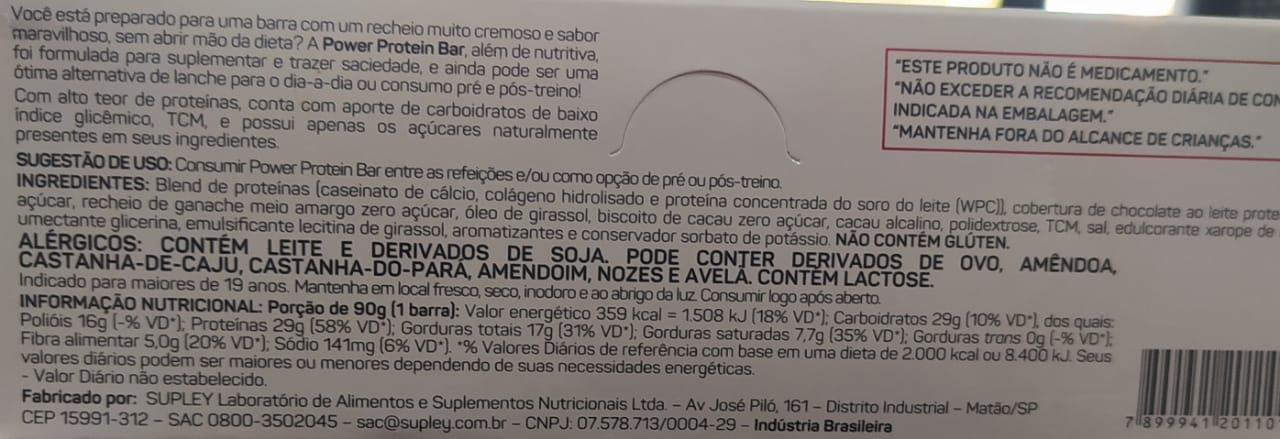 Você está preparado para uma barra com um recheio muito cremoso e sabor
maravilhoso, sem abrir mão da dieta? A Power Protein Bar, além de nutritiva,
foi formulada para suplementar e trazer saciedade, e ainda pode ser uma
ótima alternativa de lanche para o dia-a-dia ou consumo pré e pós-treino!
Com alto teor de proteínas, conta com aporte de carboidratos de baixo
índice glicêmico, TCM, e possui apenas os açúcares naturalmente
presentes em seus ingredientes.
"ESTE PRODUTO NÃO É MEDICAMENTO."
"NÃO EXCEDER A RECOMENDAÇÃO DIÁRIA DE CON
INDICADA NA EMBALAGEM."
"MANTENHA FORA DO ALCANCE DE CRIANÇAS."
SUGESTÃO DE USO: Consumir Power Protein Bar entre as refeições e/ou como opção de pré ou pós-treino.
INGREDIENTES: Blend de proteínas (caseinato de cálcio, colágeno hidrolisado e proteína concentrada do soro do leite (WPC)), cobertura de chocolate ao leite prote
açúcar, recheio de ganache meio amargo zero açúcar, óleo de girassol, biscoito de cacau zero açúcar, cacau alcalino, polidextrose, TCM, sal, edulcorante xarope de
umectante glicerina, emulsificante lecitina de girassol, aromatizantes e conservador sorbato de potássio. NÃO CONTÉM GLÚTEN.
ALÉRGICOS: CONTÉM LEITE E DERIVADOS DE SOJA. PODE CONTER DERIVADOS DE OVO, AMÊNDOA,
CASTANHA-DE-CAJU, CASTANHA-DO-PARÁ, AMENDOIM, NOZES E AVELÃ. CONTÉM LACTOSE.
Indicado para maiores de 19 anos. Mantenha em local fresco, seco, inodoro e ao abrigo da luz. Consumir logo após aberto.
INFORMAÇÃO NUTRICIONAL: Porção de 90g (1 barra): Valor energético 359 kcal = 1.508 kJ (18% VD*); Carboidratos 29g (10% VD*), dos quais:
Polióis 16g (-% VD*); Proteínas 29g (58% VD*); Gorduras totais 17g (31% VD*); Gorduras saturadas 7,7g (35% VD*); Gorduras trans 0g (-% VD*);
Fibra alimentar 5,0g (20% VD*); Sódio 141mg (6% VD*). *% Valores Diários de referência com base em uma dieta de 2.000 kcal ou 8.400 kJ. Seus
valores diários podem ser maiores ou menores dependendo de suas necessidades energéticas.
- Valor Diário não estabelecido.
Fabricado por: SUPLEY Laboratório de Alimentos e Suplementos Nutricionais Ltda. – Av José Piló, 161 – Distrito Industrial – Matão/SP
CEP 15991-312 – SAC 0800-3502045 – sac@supley.com.br – CNPJ: 07.578.713/0004-29 – Indústria Brasileira
7 899941 20110